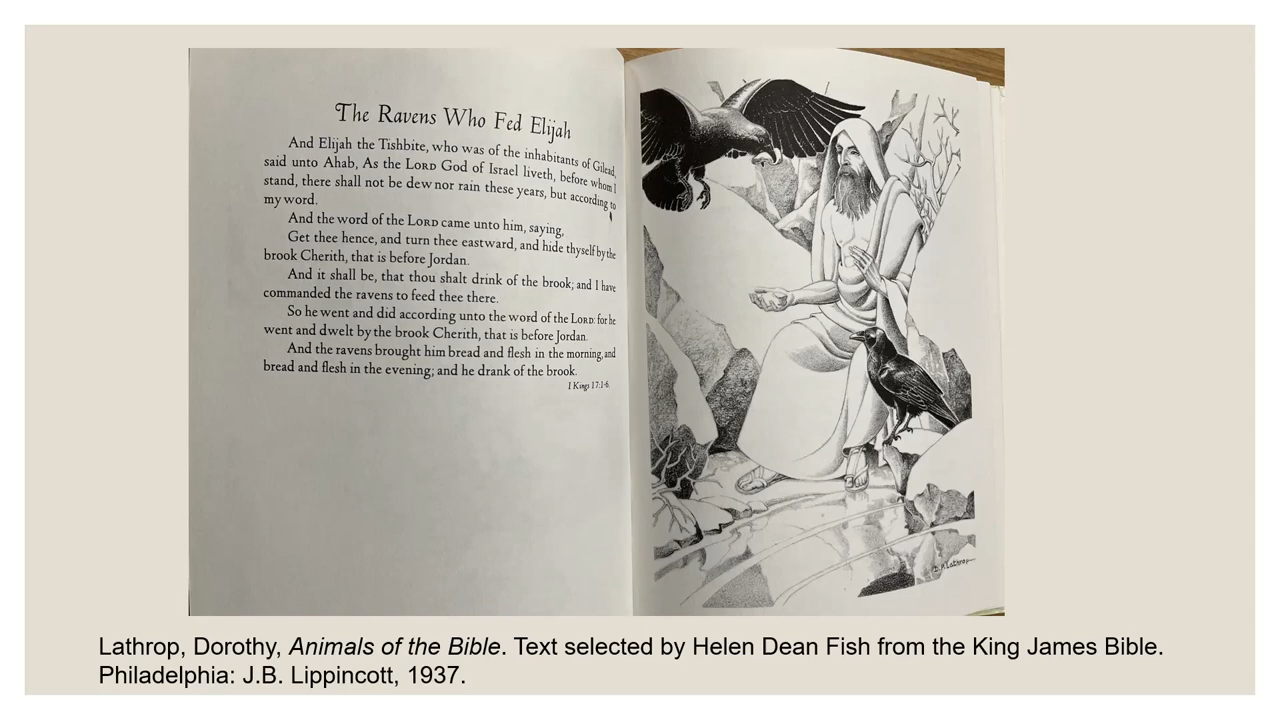 The Ravens Who Fed Elijah
And Elijah the Tishbite, who was of the inhabitants of Gilead,
said unto Ahab, As the LORD God of Israel liveth, before whom I
stand, there shall not be dew nor rain these years, but according to
my word.
And the word of the LORD came unto him, saying,
Get thee hence, and turn thee eastward, and hide thyself by the
brook Cherith, that is before Jordan.
And it shall be, that thou shalt drink of the brook; and I have
commanded the ravens to feed thee there.
So he went and did according unto the word of the LORD: for he
went and dwelt by the brook Cherith, that is before Jordan.
And the ravens brought him bread and flesh in the morning, and
bread and flesh in the evening; and he drank of the brook.
I Kings 17:1-6.
D.P. Lathrop
Lathrop, Dorothy, Animals of the Bible. Text selected by Helen Dean Fish from the King James Bible.
Philadelphia: J.B. Lippincott, 1937.